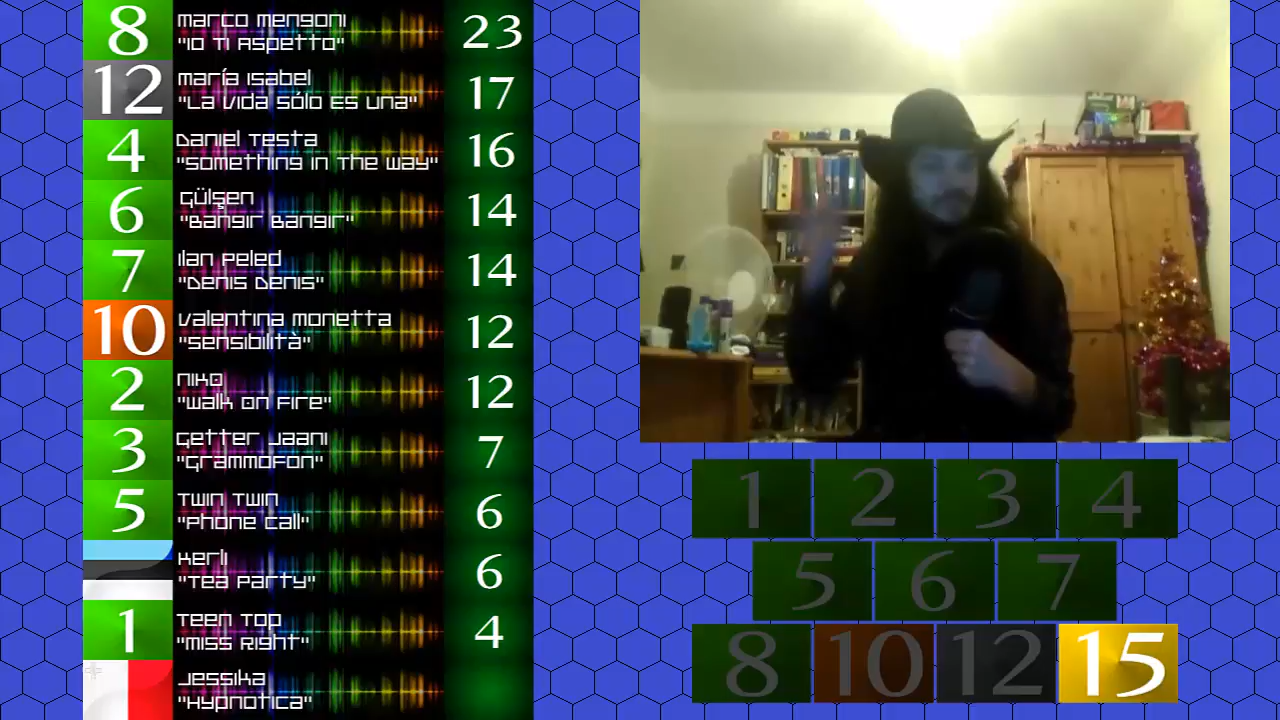 8 Marco Mengoni 23
"Io ti aspetto"
12 María Isabel 17
"La vida sólo es una"
4 Daniel Testa 16
"Something in the way"
6 Gülşen 14
"Bangir Bangir"
7 Ilan Peled 14
"Denis Denis"
10 Valentina Monetta 12
"Sensibilità"
2 Niko 12
"Walk on fire"
3 Getter Jaani 7
"Grammofon"
5 Twin Twin 6
"Phone Call"
Kerli 6
"Tea Party"
1 Teen Top 4
"Miss Right"
Jessika
"Hypnotica"
1 2 3 4
5 6 7
8 10 12 15